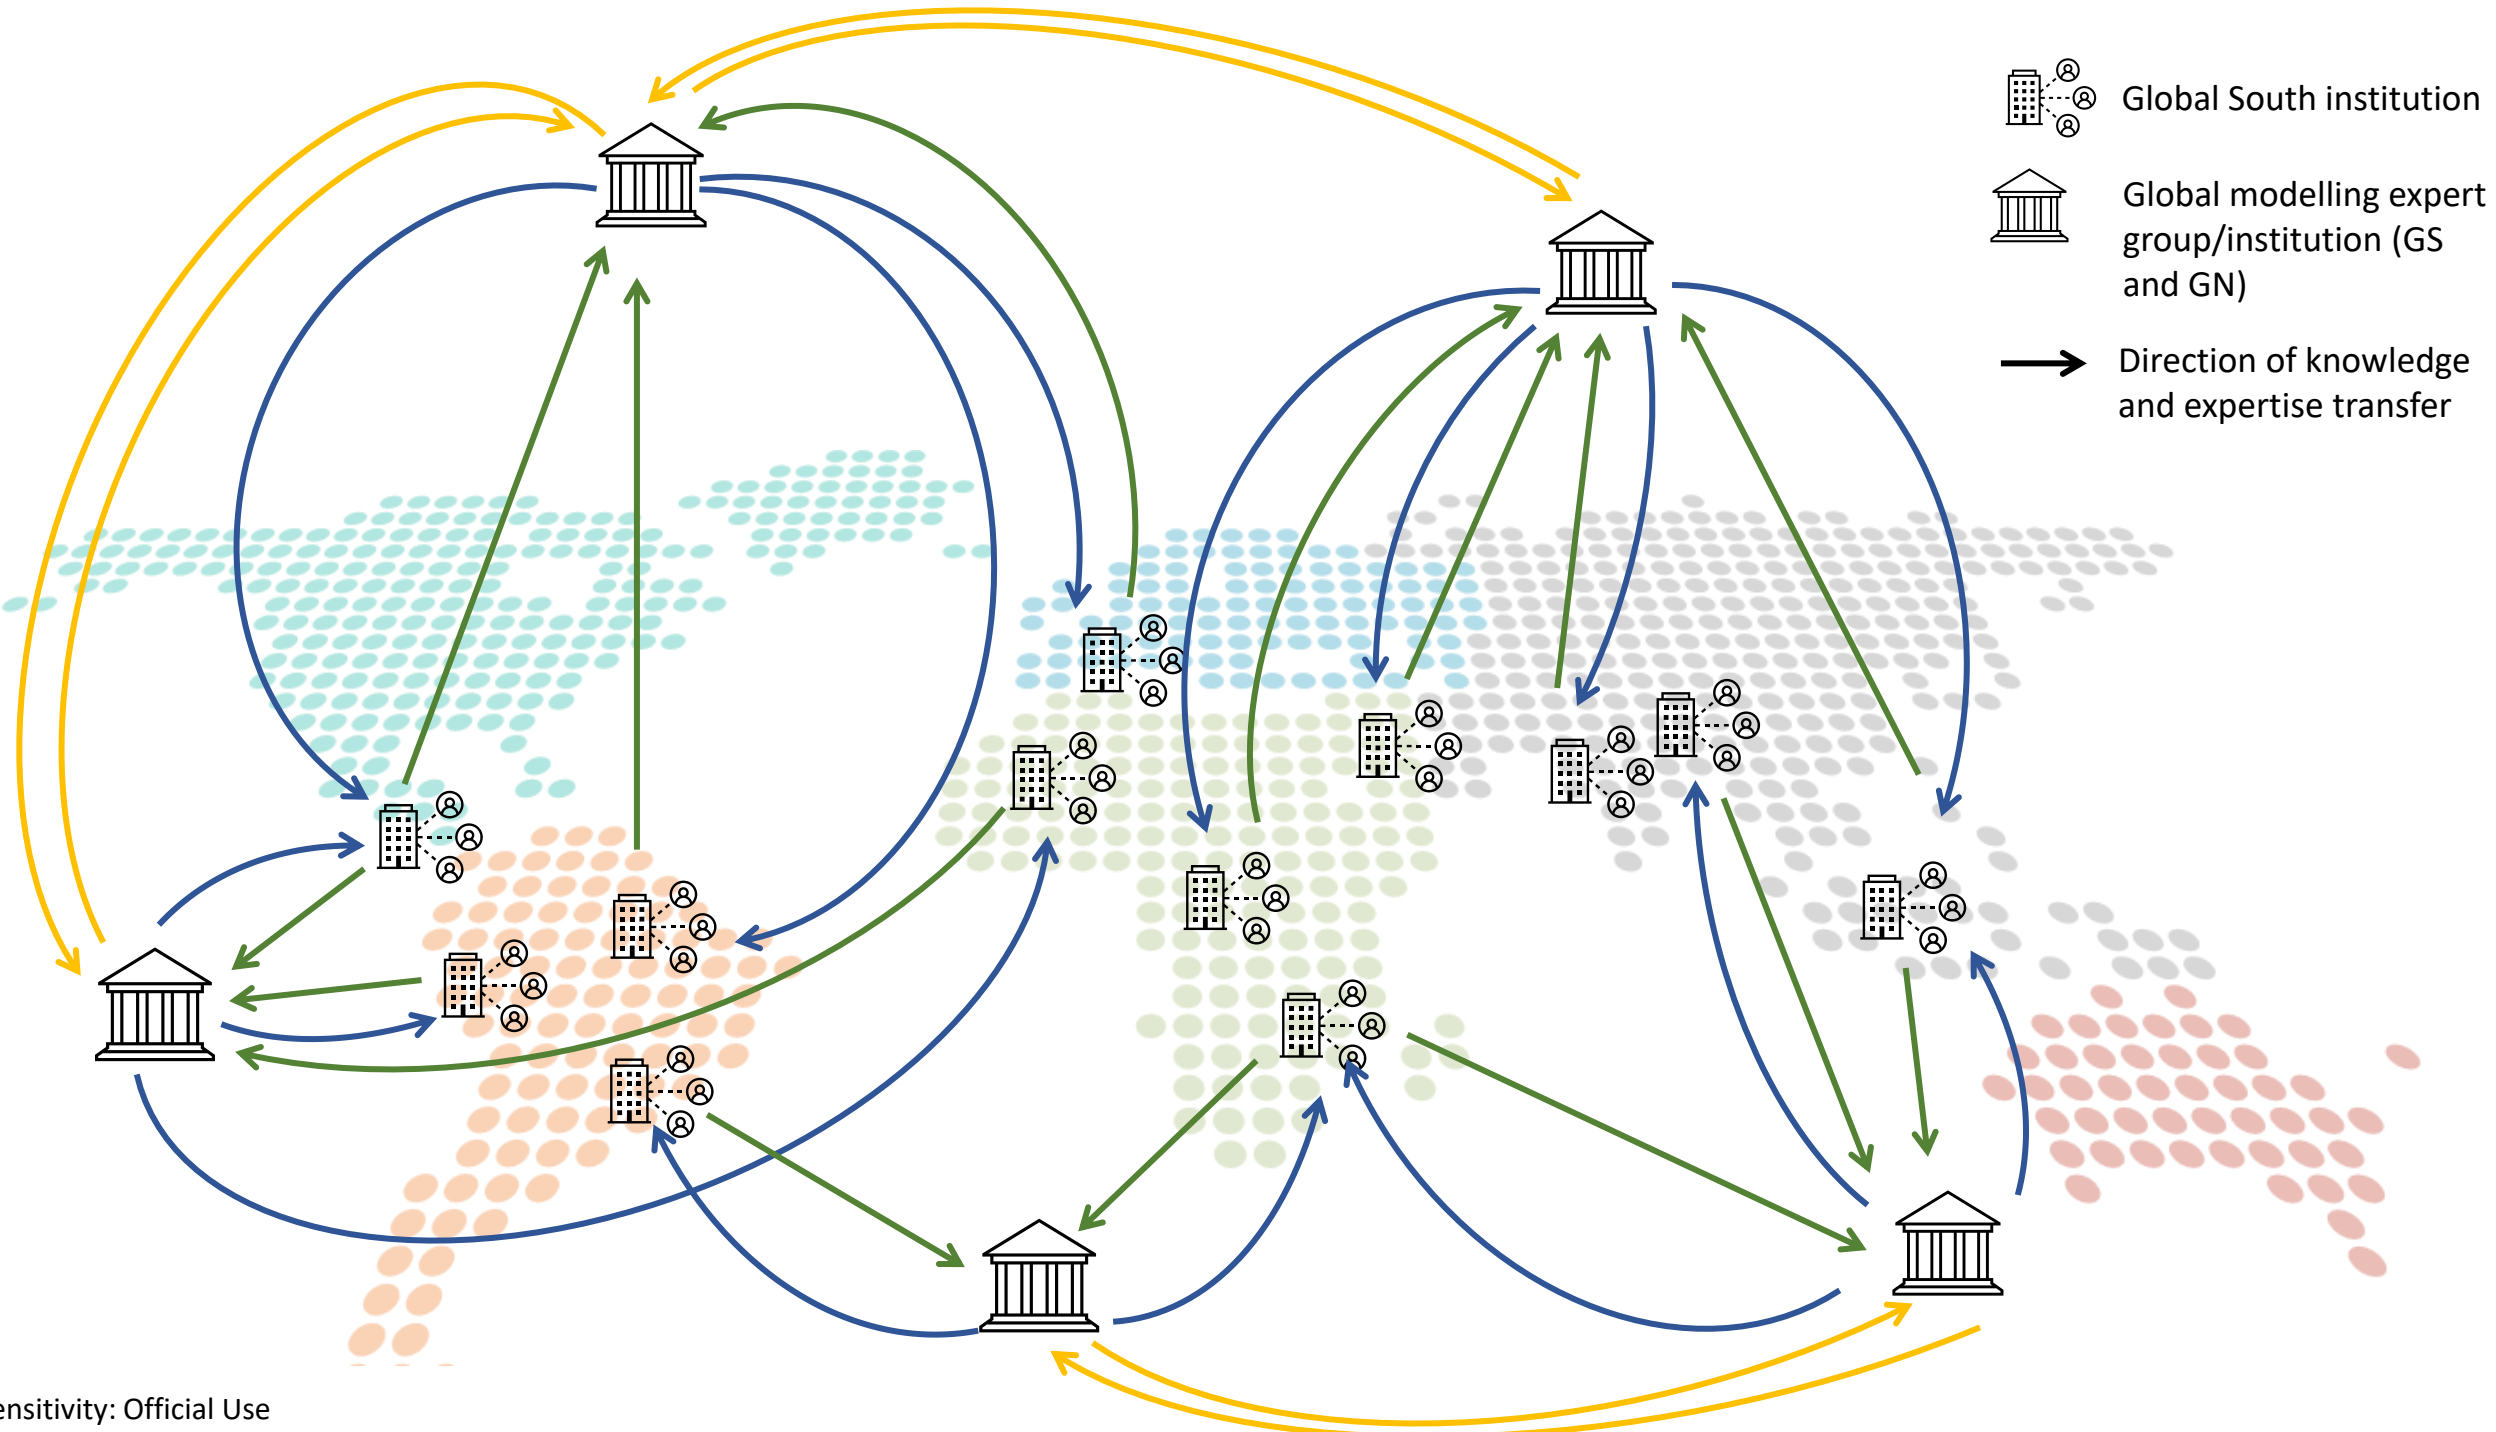 Global South institution
Global modelling expert
group/institution (GS
and GN)
Direction of knowledge
and expertise transfer
ensitivity: Official Use